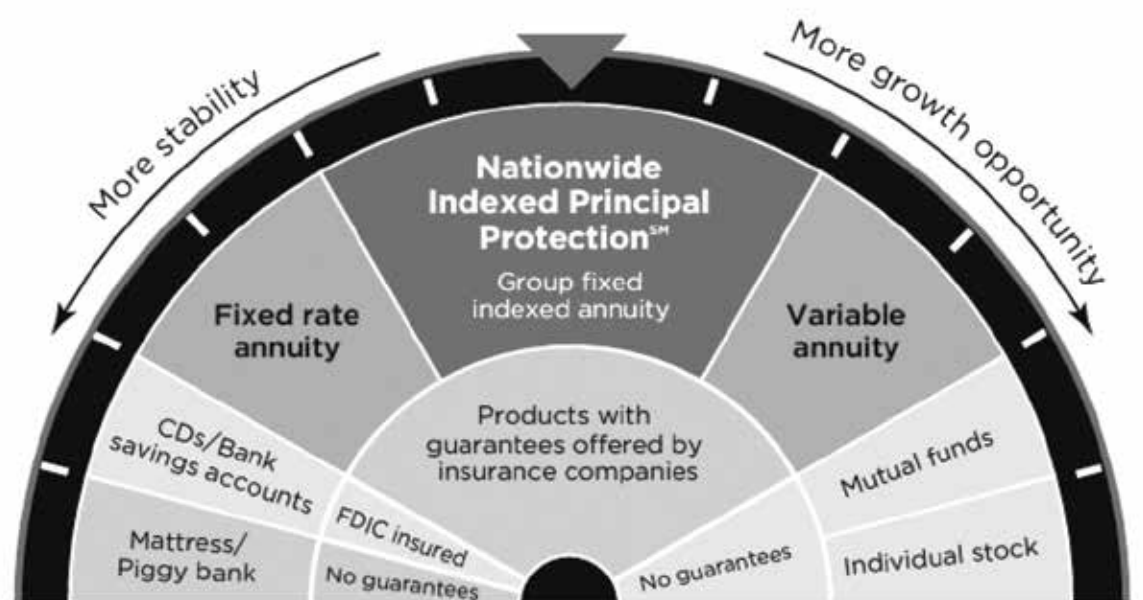 More stability
More growth opportunity
Nationwide
Indexed Principal
Protection℠
Group fixed
indexed annuity
Fixed rate
annuity
Variable
annuity
Products with
guarantees offered by
insurance companies
CDs/Bank
savings accounts
FDIC insured
Mattress/
Piggy bank
No guarantees
Mutual funds
No guarantees
Individual stock